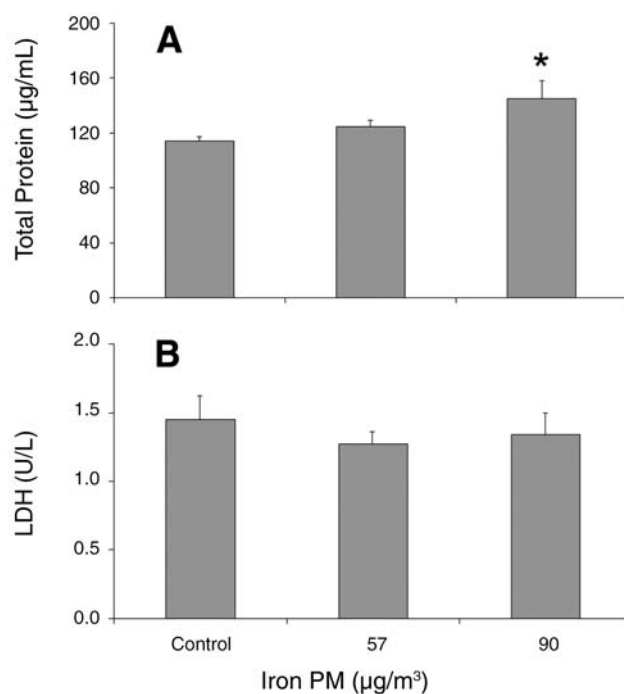 A
*
Total Protein (µg/mL)
200
160
120
80
40
0
B
LDH (U/L)
2.0
1.5
1.0
0.5
0.0
Control 57 90
Iron PM (µg/m³)